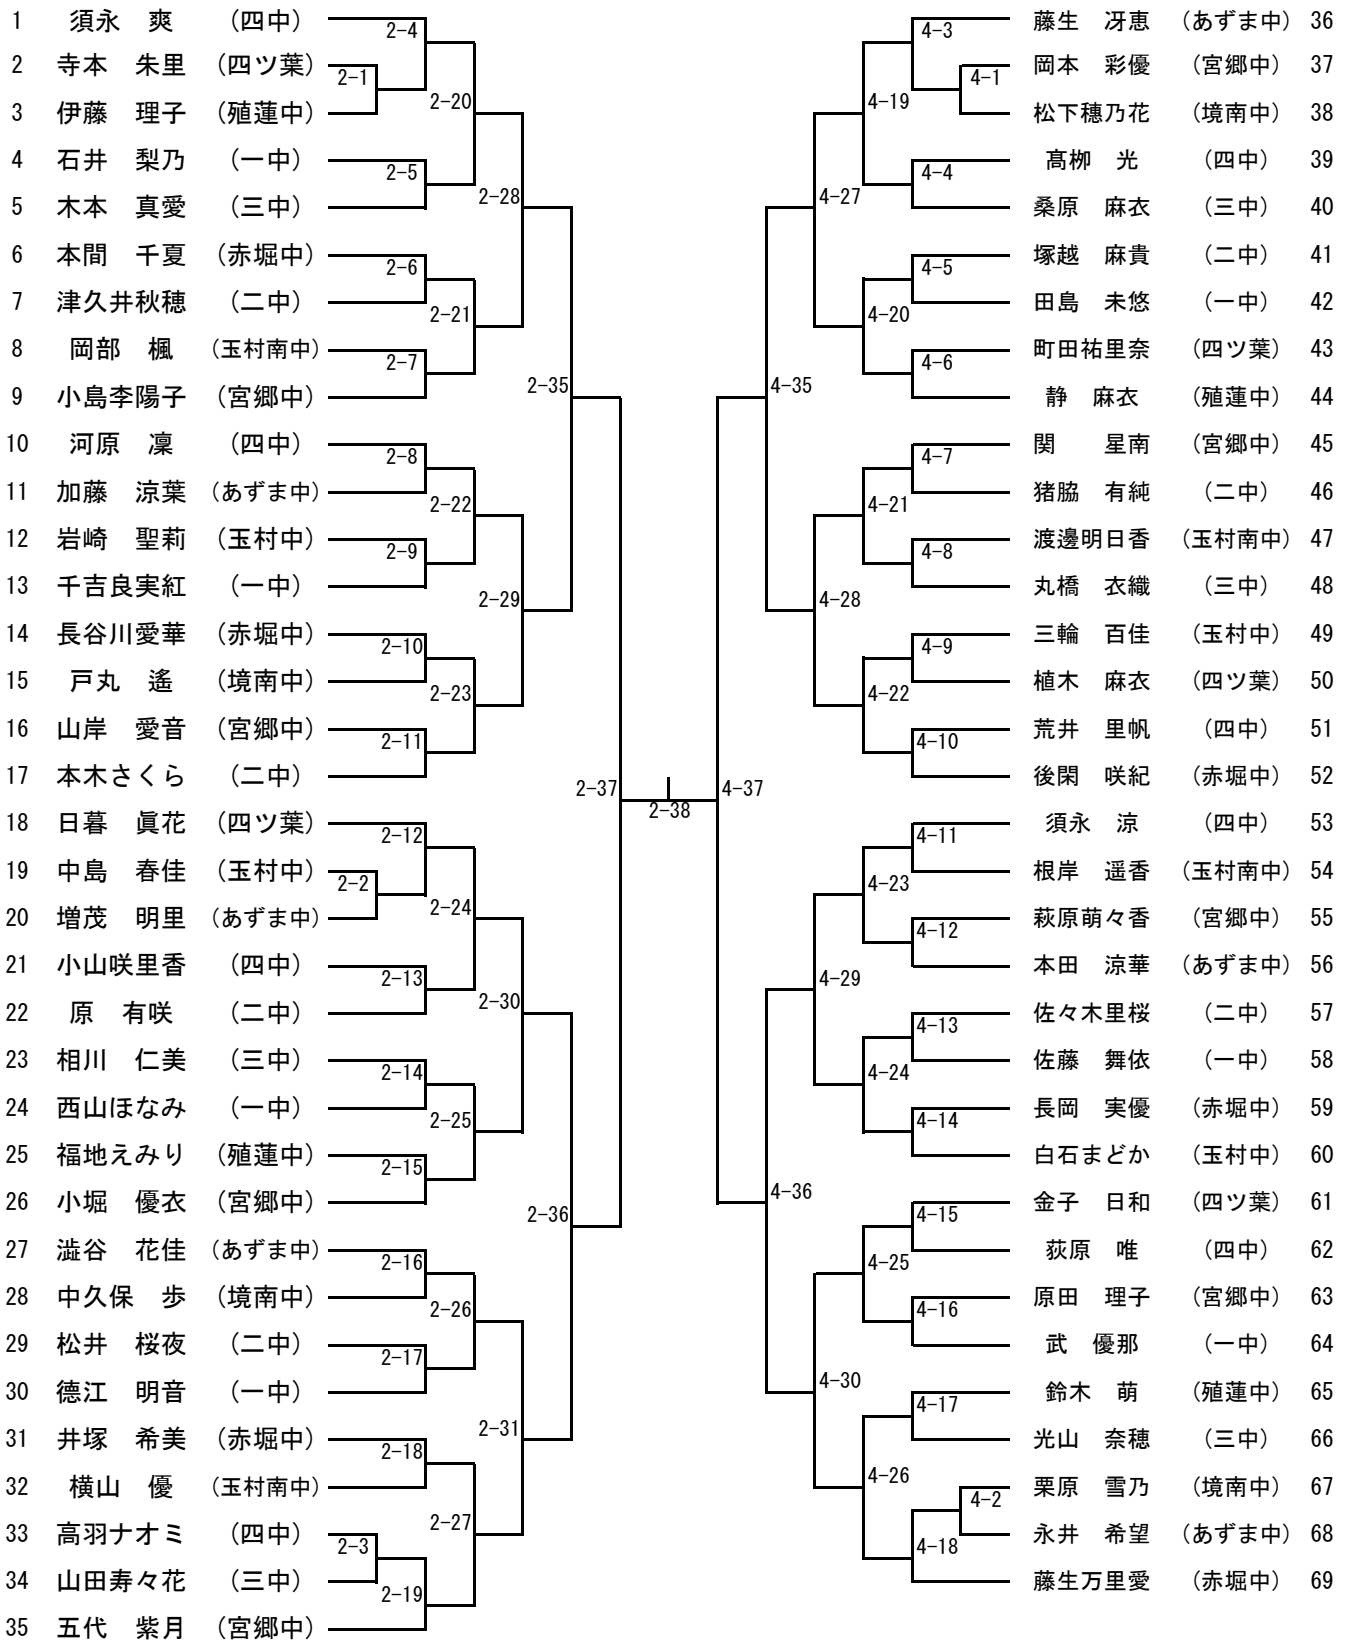 1 須永　爽 （四中）
2 寺本　朱里 （四ツ葉）
3 伊藤　理子 （殖蓮中）
4 石井　梨乃 （一中）
5 木本　真愛 （三中）
6 本間　千夏 （赤堀中）
7 津久井秋穂 （二中）
8 岡部　楓 （玉村南中）
9 小島李陽子 （宮郷中）
10 河原　凜 （四中）
11 加藤　涼葉 （あずま中）
12 岩崎　聖莉 （玉村中）
13 千吉良実紅 （一中）
14 長谷川愛華 （赤堀中）
15 戸丸　遙 （境南中）
16 山岸　愛音 （宮郷中）
17 本木さくら （二中）
18 日暮　眞花 （四ツ葉）
19 中島　春佳 （玉村中）
20 増茂　明里 （あずま中）
21 小山咲里香 （四中）
22 原　有咲 （二中）
23 相川　仁美 （三中）
24 西山ほなみ （一中）
25 福地えみり （殖蓮中）
26 小堀　優衣 （宮郷中）
27 澁谷　花佳 （あずま中）
28 中久保　歩 （境南中）
29 松井　桜夜 （二中）
30 德江　明音 （一中）
31 井塚　希美 （赤堀中）
32 横山　優 （玉村南中）
33 高羽ナオミ （四中）
34 山田寿々花 （三中）
35 五代　紫月 （宮郷中）
2-1
2-2
2-3
2-4
2-5
2-6
2-7
2-8
2-9
2-10
2-11
2-12
2-13
2-14
2-15
2-16
2-17
2-18
2-19
2-20
2-21
2-22
2-23
2-24
2-25
2-26
2-27
2-28
2-29
2-30
2-31
2-35
2-36
2-37
2-38
4-37
4-35
4-36
4-27
4-28
4-29
4-30
4-19
4-20
4-21
4-22
4-23
4-24
4-25
4-26
4-3
4-4
4-5
4-6
4-7
4-8
4-9
4-10
4-11
4-12
4-13
4-14
4-15
4-16
4-17
4-18
4-1
4-2
藤生　冴恵 （あずま中） 36
岡本　彩優 （宮郷中） 37
松下穂乃花 （境南中） 38
髙栁　光 （四中） 39
桑原　麻衣 （三中） 40
塚越　麻貴 （二中） 41
田島　未悠 （一中） 42
町田祐里奈 （四ツ葉） 43
静　麻衣 （殖蓮中） 44
関　星南 （宮郷中） 45
猪脇　有純 （二中） 46
渡邊明日香 （玉村南中） 47
丸橋　衣織 （三中） 48
三輪　百佳 （玉村中） 49
植木　麻衣 （四ツ葉） 50
荒井　里帆 （四中） 51
後閑　咲紀 （赤堀中） 52
須永　涼 （四中） 53
根岸　遥香 （玉村南中） 54
萩原萌々香 （宮郷中） 55
本田　涼華 （あずま中） 56
佐々木里桜 （二中） 57
佐藤　舞依 （一中） 58
長岡　実優 （赤堀中） 59
白石まどか （玉村中） 60
金子　日和 （四ツ葉） 61
荻原　唯 （四中） 62
原田　理子 （宮郷中） 63
武　優那 （一中） 64
鈴木　萌 （殖蓮中） 65
光山　奈穂 （三中） 66
栗原　雪乃 （境南中） 67
永井　希望 （あずま中） 68
藤生万里愛 （赤堀中） 69